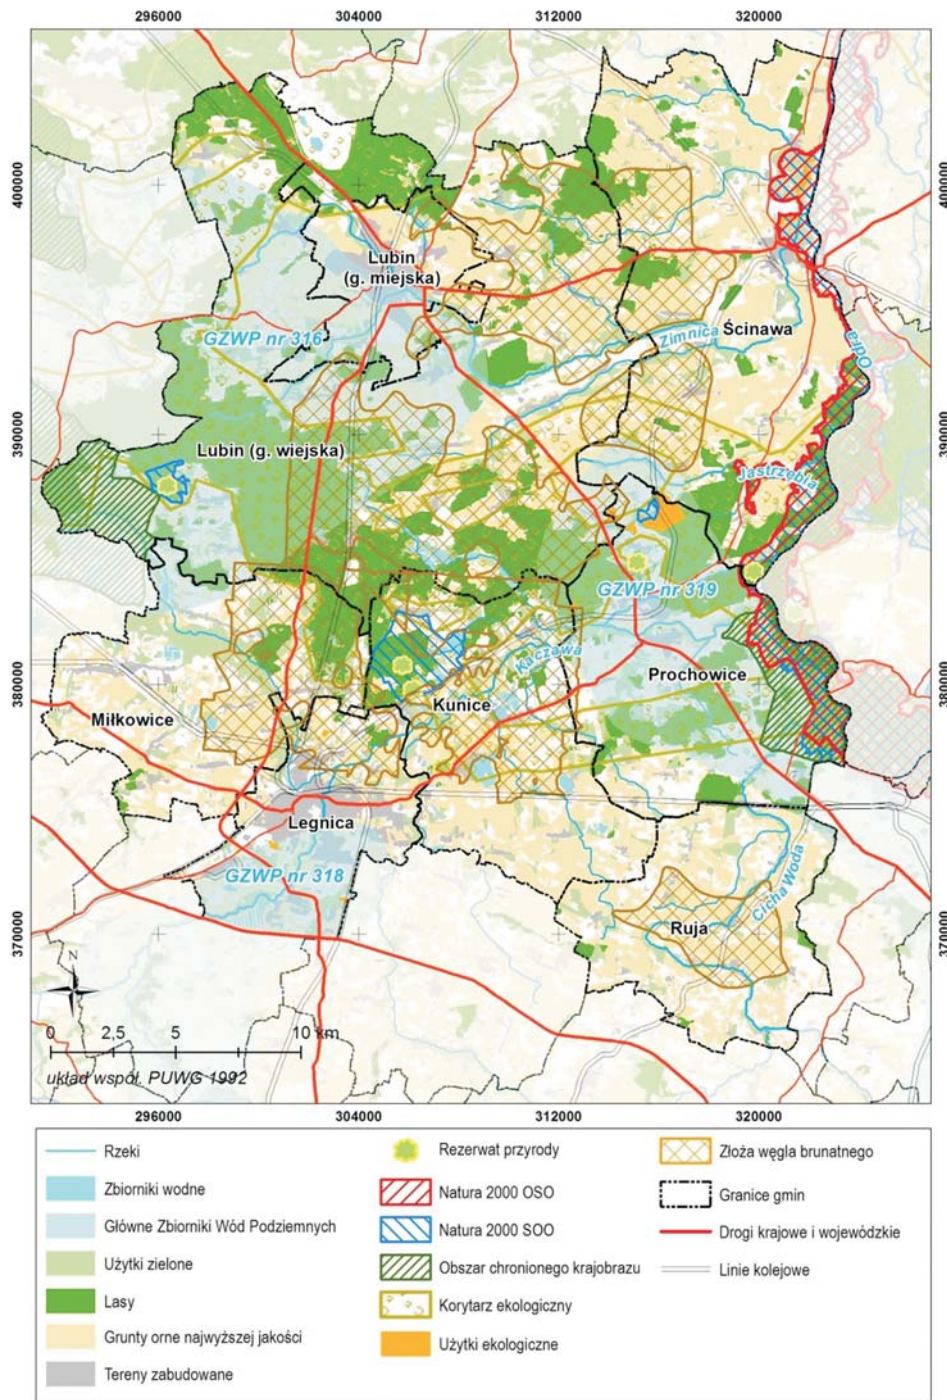 296000 304000 312000 320000
400000 400000
Lubin
(g. miejska)
GZWP nr 316
Zimnica
Ścinawa
Odra
390000 390000
Lubin (g. wiejska)
Jastrzębia
GZWP nr 319
Kaczawa
380000 380000
Prochowice
Miłkowice
Kunice
Legnica
GZWP nr 318
Cicha Woda
Ruja
370000 370000
N
0 2,5 5 10 km
układ współ. PUWG 1992
296000 304000 312000 320000
Rzeki
Zbiorniki wodne
Główne Zbiorniki Wód Podziemnych
Użytki zielone
Lasy
Grunty orne najwyższej jakości
Tereny zabudowane
Rezerwat przyrody
Natura 2000 OSO
Natura 2000 SOO
Obszar chronionego krajobrazu
Korytarz ekologiczny
Użytki ekologiczne
Złoża węgla brunatnego
Granice gmin
Drogi krajowe i wojewódzkie
Linie kolejowe